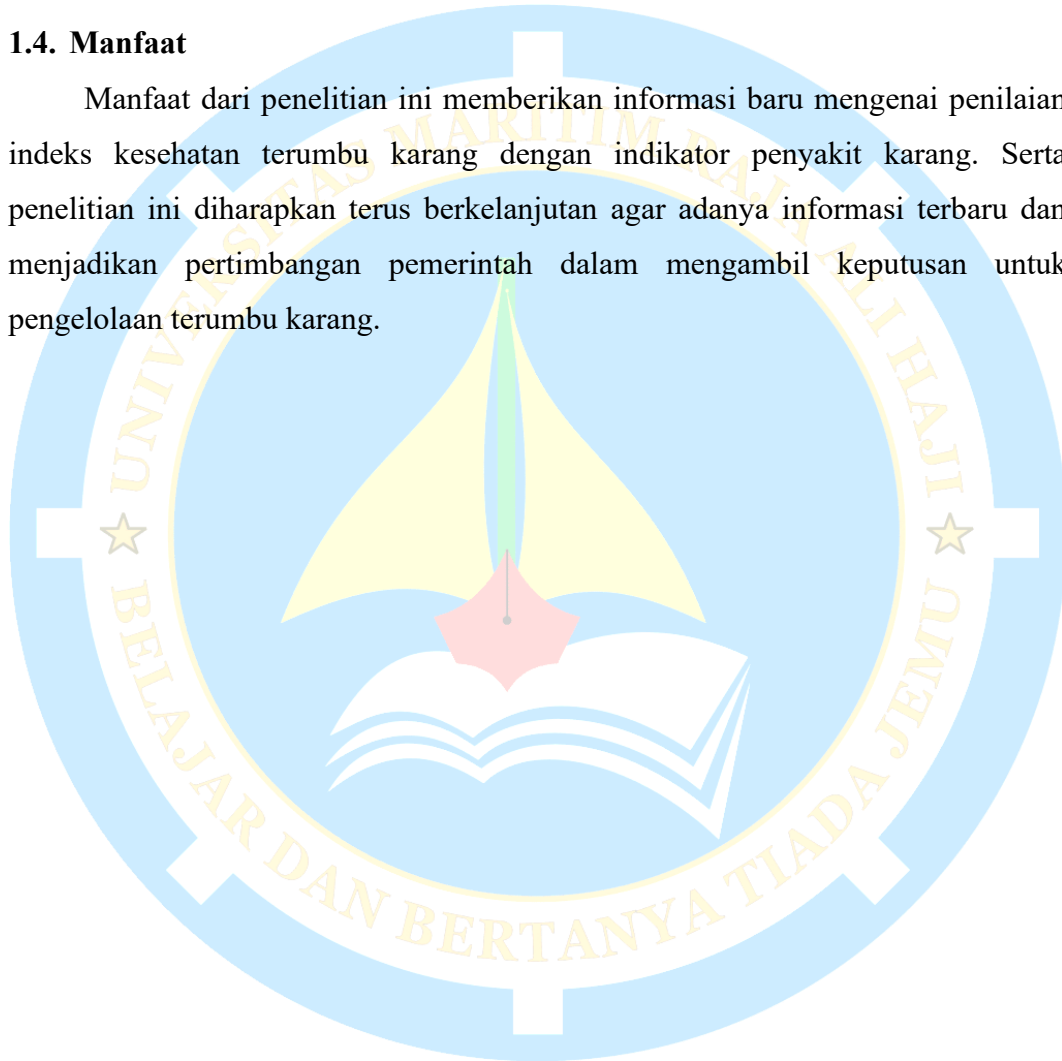 1.4. Manfaat
Manfaat dari penelitian ini memberikan informasi baru mengenai penilaian
indeks kesehatan terumbu karang dengan indikator penyakit karang. Serta
penelitian ini diharapkan terus berkelanjutan agar adanya informasi terbaru dan
menjadikan pertimbangan pemerintah dalam mengambil keputusan untuk
pengelolaan terumbu karang.
UNIVERSITAS MARITIM RAJA ALI HAJI
BELAJAR DAN BERTANYA TIADA JEMU